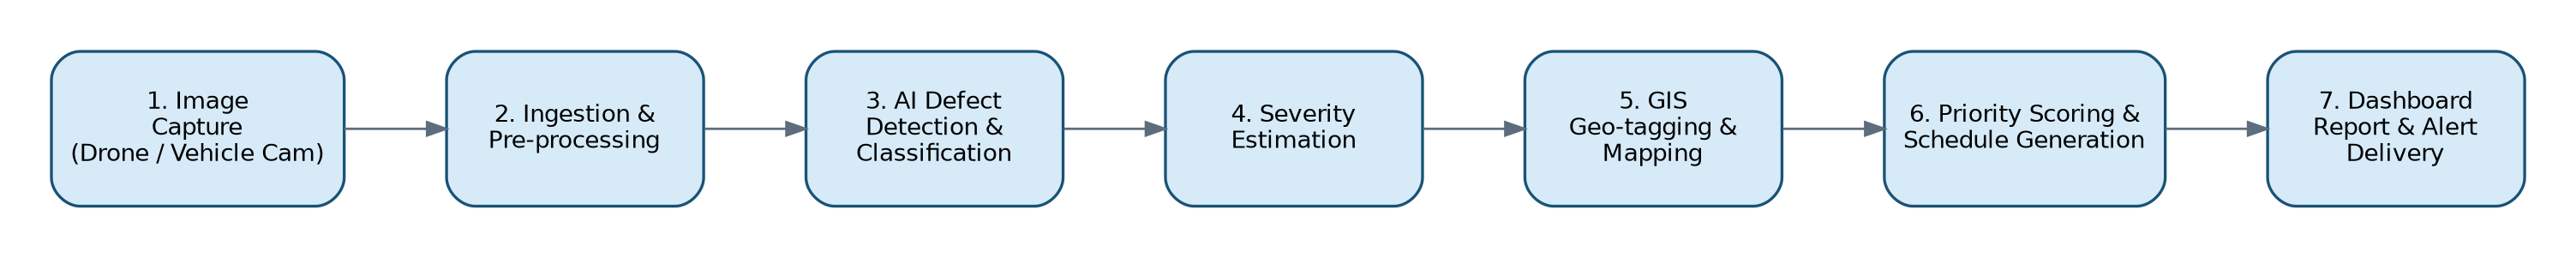 1. Image
Capture
(Drone / Vehicle Cam)
2. Ingestion &
Pre-processing
3. AI Defect
Detection &
Classification
4. Severity
Estimation
5. GIS
Geo-tagging &
Mapping
6. Priority Scoring &
Schedule Generation
7. Dashboard
Report & Alert
Delivery